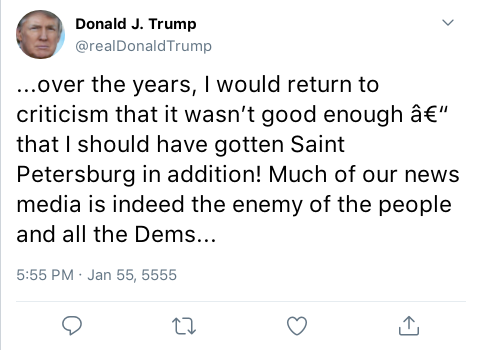 Donald J. Trump
@realDonaldTrump
...over the years, I would return to
criticism that it wasn’t good enough â€“
that I should have gotten Saint
Petersburg in addition! Much of our news
media is indeed the enemy of the people
and all the Dems...
5:55 PM · Jan 55, 5555